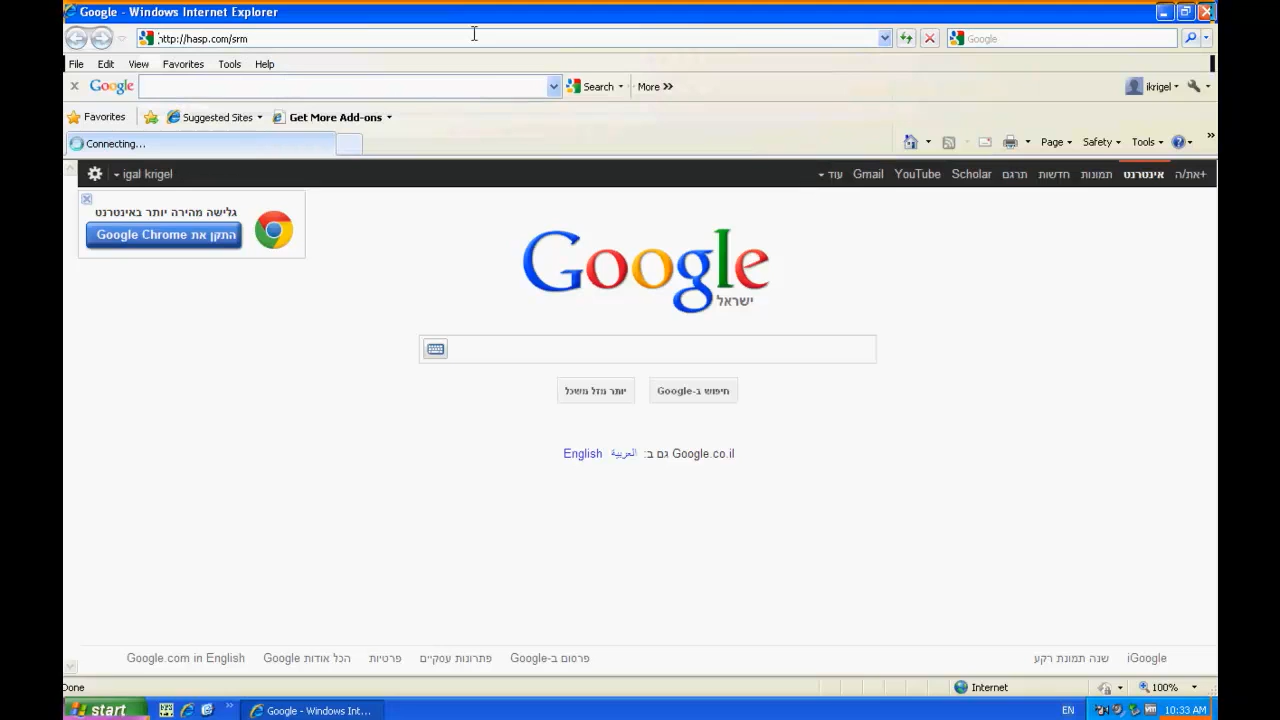 Google - Windows Internet Explorer
http://hasp.com/srm
Google
File Edit View Favorites Tools Help
x Google Search More »
ikrigel
Favorites Suggested Sites Get More Add-ons
Connecting...
Page Safety Tools
igal krigel
+את/ה אינטרנט תמונות חדשות תרגם Scholar YouTube Gmail עוד
גלישה מהירה יותר באינטרנט
התקן את Google Chrome
Google
ישראל
חיפוש ב-Google
יותר מזל משכל
Google.co.il גם ב: العربية English
Google.com in English
הכל אודות Google
פרטיות
פתרונות עסקיים
פרסום ב-Google
שנה תמונת רקע
iGoogle
Done
Internet
100%
start
Google - Windows Int...
EN
10:33 AM